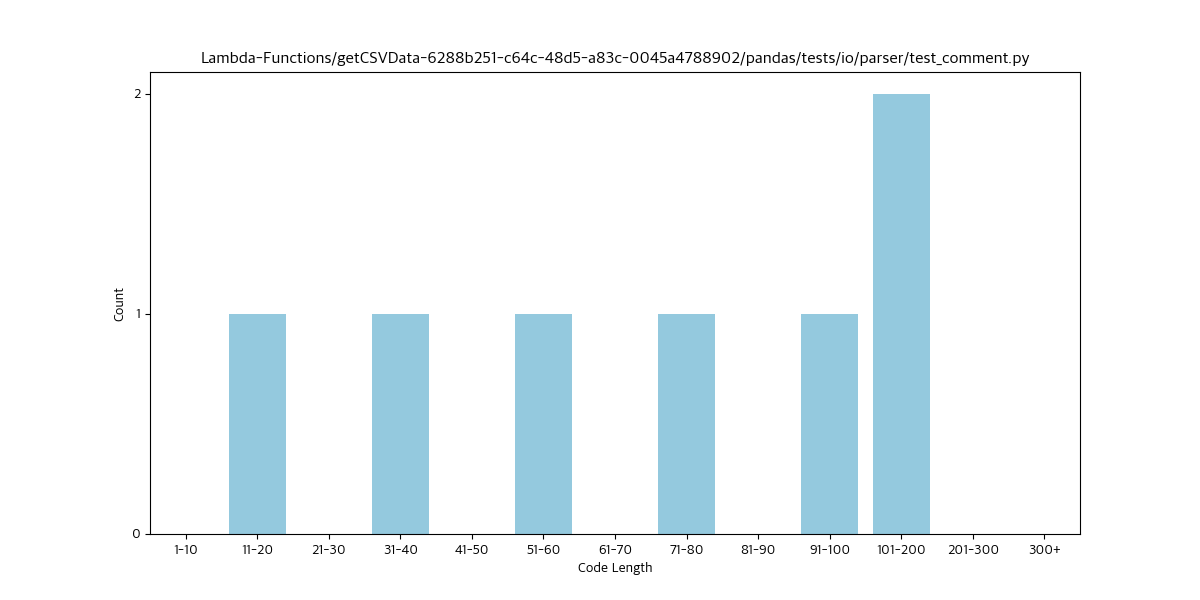 Lambda-Functions/getCSVData-6288b251-c64c-48d5-a83c-0045a4788902/pandas/tests/io/parser/test_comment.py
2
1
0
Count
1-10 11-20 21-30 31-40 41-50 51-60 61-70 71-80 81-90 91-100 101-200 201-300 300+
Code Length